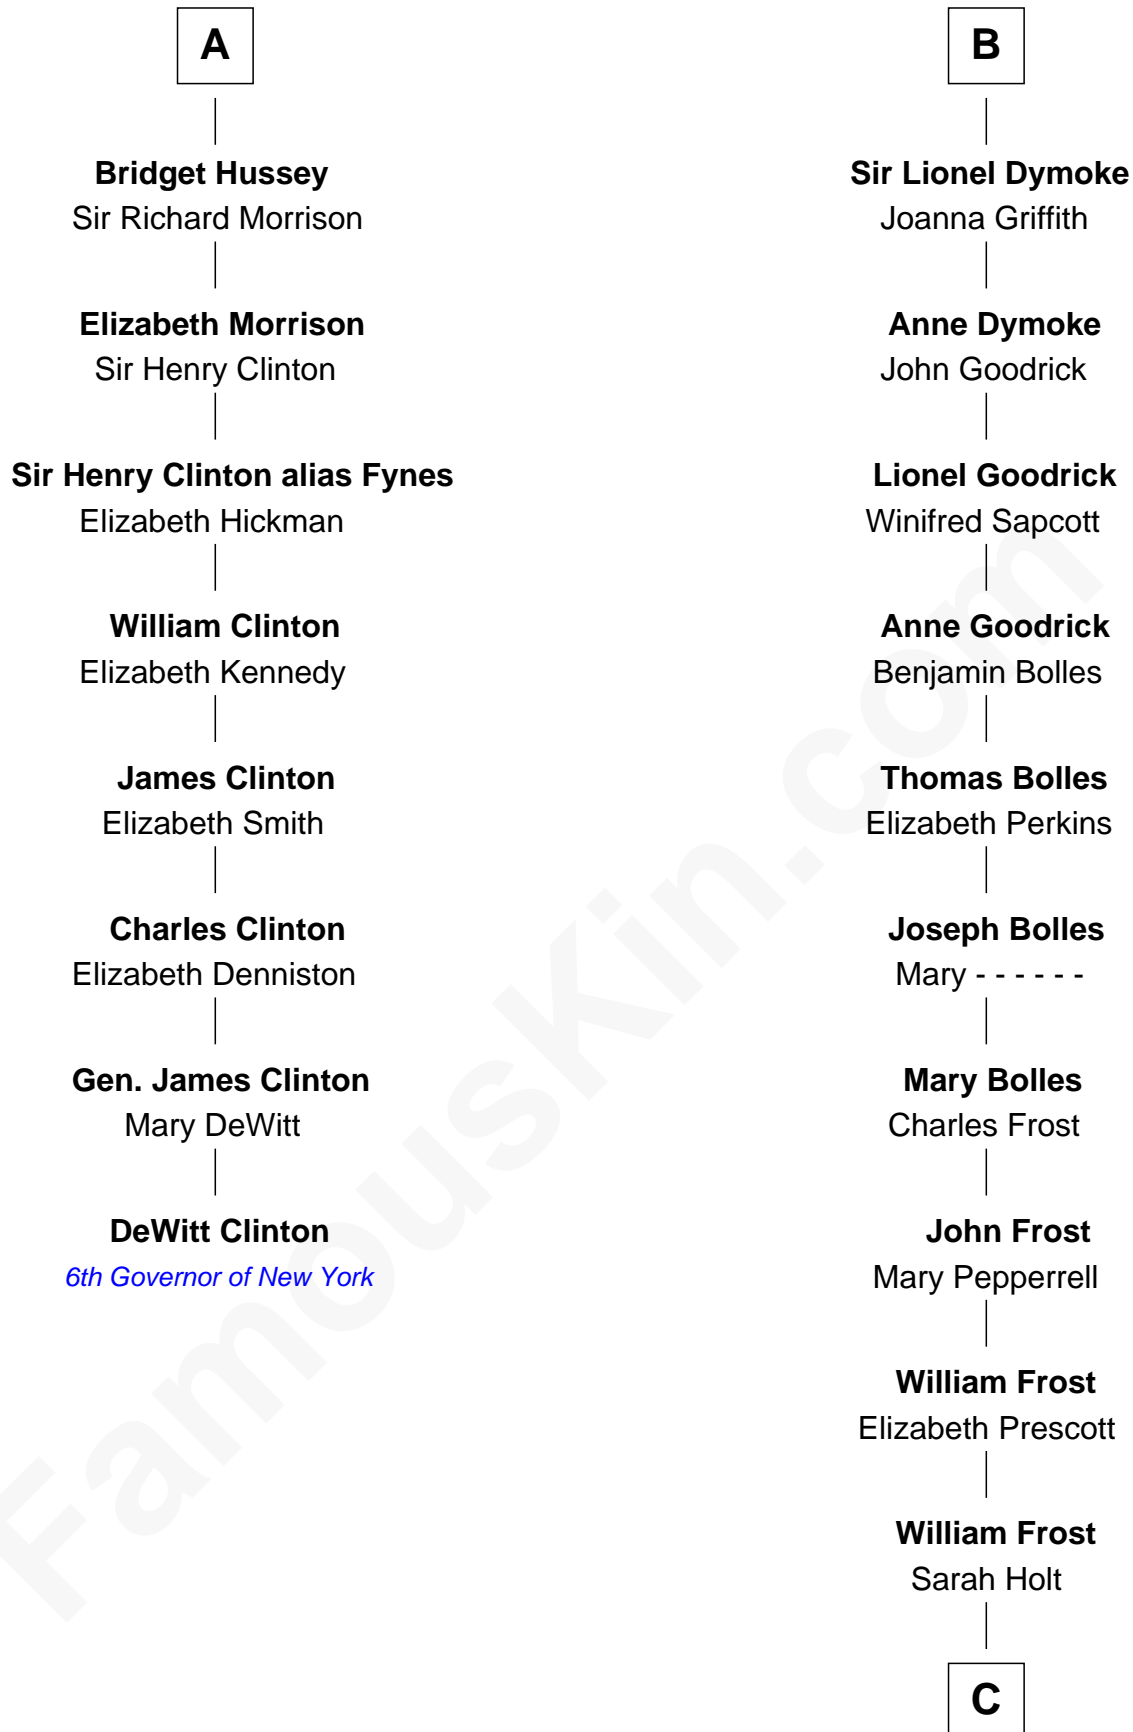 A
Bridget Hussey
Sir Richard Morrison
Elizabeth Morrison
Sir Henry Clinton
Sir Henry Clinton alias Fynes
Elizabeth Hickman
William Clinton
Elizabeth Kennedy
James Clinton
Elizabeth Smith
Charles Clinton
Elizabeth Denniston
Gen. James Clinton
Mary DeWitt
DeWitt Clinton
6th Governor of New York
B
Sir Lionel Dymoke
Joanna Griffith
Anne Dymoke
John Goodrick
Lionel Goodrick
Winifred Sapcott
Anne Goodrick
Benjamin Bolles
Thomas Bolles
Elizabeth Perkins
Joseph Bolles
Mary - - - - - -
Mary Bolles
Charles Frost
John Frost
Mary Pepperrell
William Frost
Elizabeth Prescott
William Frost
Sarah Holt
C
FamousKin.com